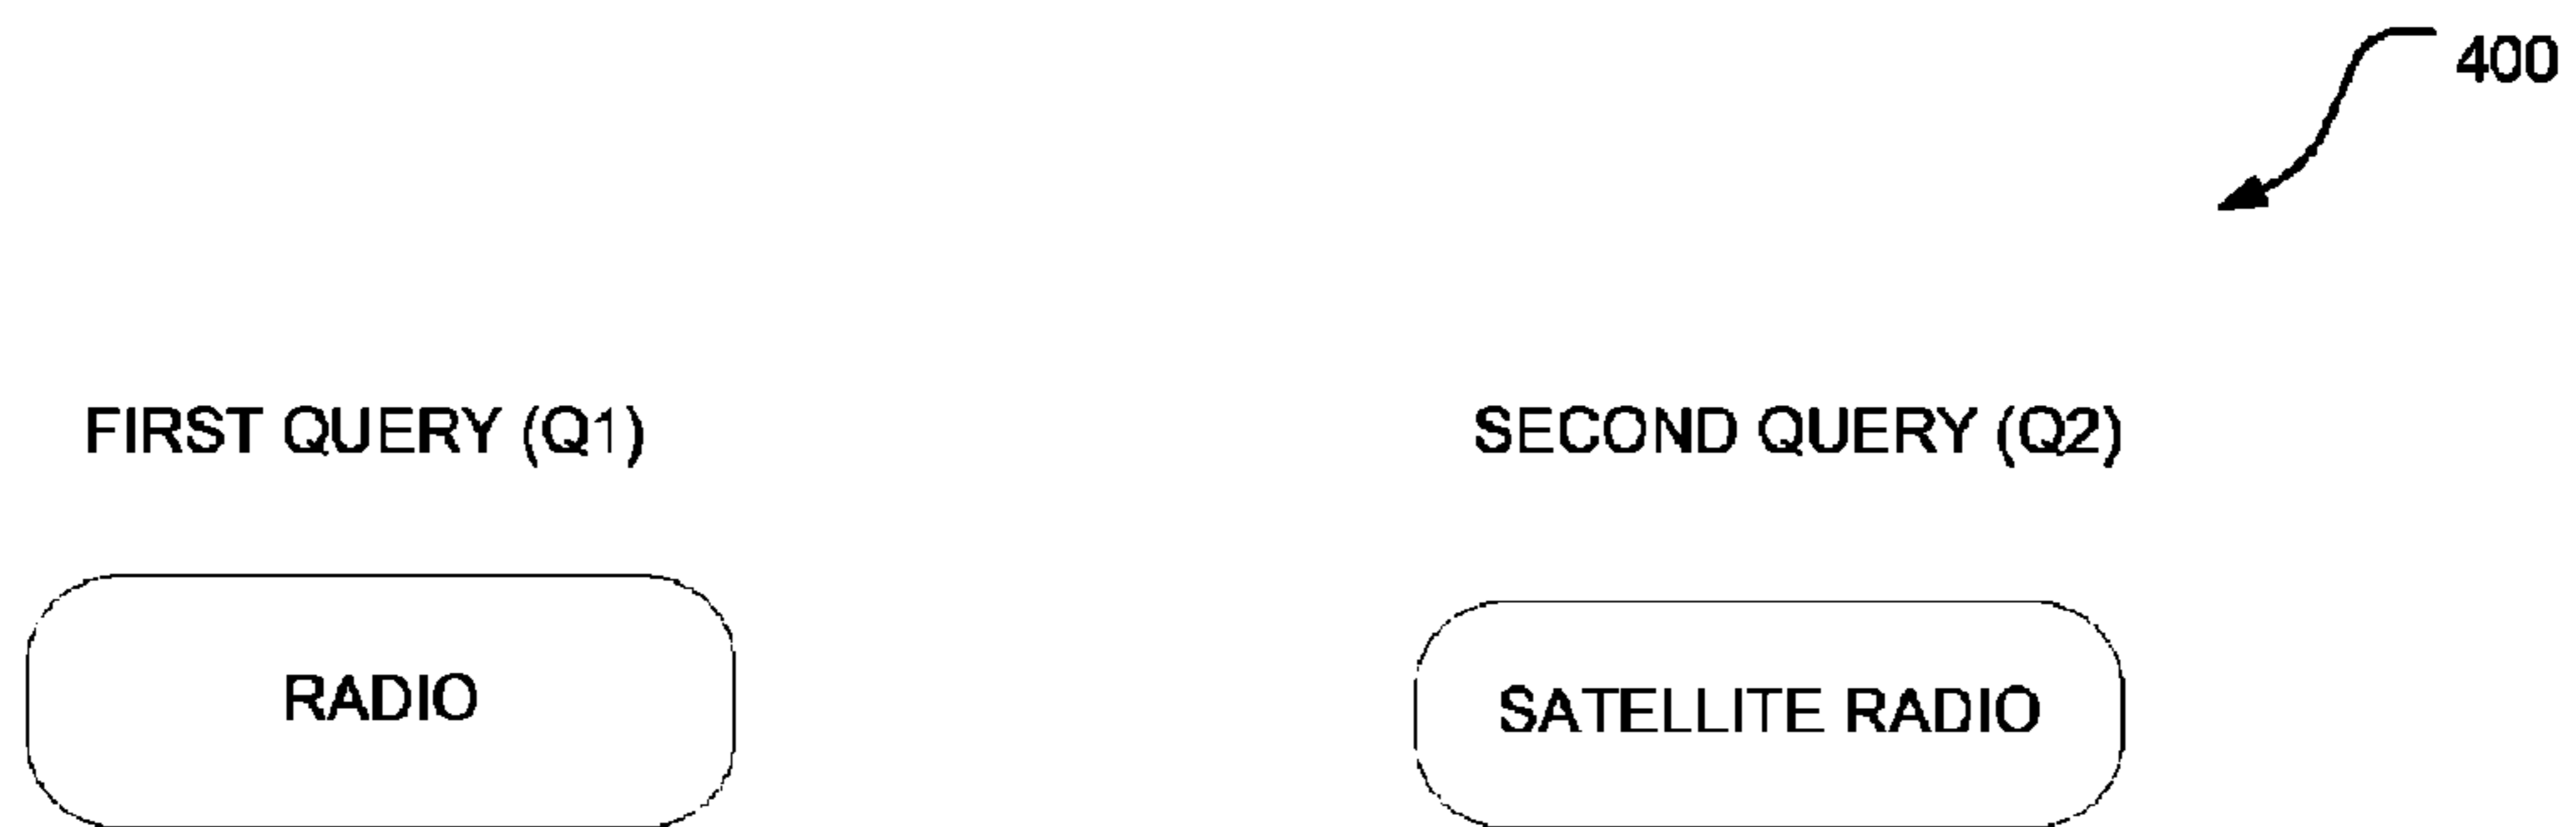 400
FIRST QUERY (Q1)
SECOND QUERY (Q2)
RADIO
SATELLITE RADIO